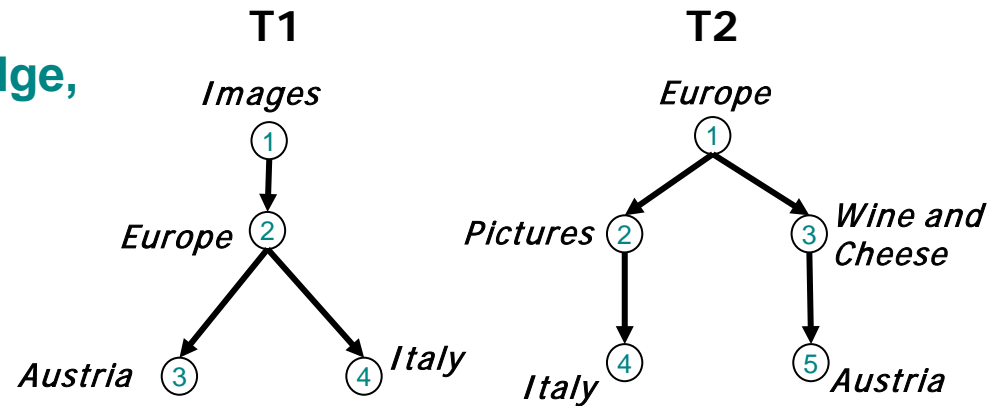 T1
T2
Images
1
Europe
2
Austria
3
4
Italy
Europe
1
Pictures
2
3
Wine and
Cheese
4
Italy
5
Austria